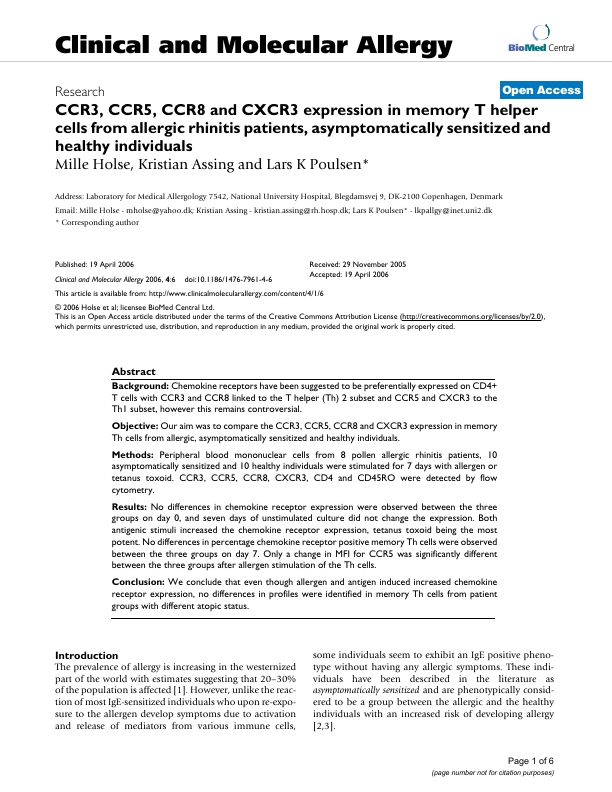 Clinical and Molecular Allergy
BioMed Central
Research
Open Access
CCR3, CCR5, CCR8 and CXCR3 expression in memory T helper
cells from allergic rhinitis patients, asymptomatically sensitized and
healthy individuals
Mille Holse, Kristian Assing and Lars K Poulsen*
Address: Laboratory for Medical Allergology 7542, National University Hospital, Blegdamsvej 9, DK-2100 Copenhagen, Denmark
Email: Mille Holse - mholse@yahoo.dk; Kristian Assing - kristian.assing@rh.hosp.dk; Lars K Poulsen* - lkpallgy@inet.uni2.dk
* Corresponding author
Published: 19 April 2006
Clinical and Molecular Allergy 2006, 4:6 doi:10.1186/1476-7961-4-6
Received: 29 November 2005
Accepted: 19 April 2006
This article is available from: http://www.clinicalmolecularallergy.com/content/4/1/6
© 2006 Holse et al; licensee BioMed Central Ltd.
This is an Open Access article distributed under the terms of the Creative Commons Attribution License (http://creativecommons.org/licenses/by/2.0),
which permits unrestricted use, distribution, and reproduction in any medium, provided the original work is properly cited.
Abstract
Background: Chemokine receptors have been suggested to be preferentially expressed on CD4+
T cells with CCR3 and CCR8 linked to the T helper (Th) 2 subset and CCR5 and CXCR3 to the
Th1 subset, however this remains controversial.
Objective: Our aim was to compare the CCR3, CCR5, CCR8 and CXCR3 expression in memory
Th cells from allergic, asymptomatically sensitized and healthy individuals.
Methods: Peripheral blood mononuclear cells from 8 pollen allergic rhinitis patients, 10
asymptomatically sensitized and 10 healthy individuals were stimulated for 7 days with allergen or
tetanus toxoid. CCR3, CCR5, CCR8, CXCR3, CD4 and CD45RO were detected by flow
cytometry.
Results: No differences in chemokine receptor expression were observed between the three
groups on day 0, and seven days of unstimulated culture did not change the expression. Both
antigenic stimuli increased the chemokine receptor expression, tetanus toxoid being the most
potent. No differences in percentage chemokine receptor positive memory Th cells were observed
between the three groups on day 7. Only a change in MFI for CCR5 was significantly different
between the three groups after allergen stimulation of the Th cells.
Conclusion: We conclude that even though allergen and antigen induced increased chemokine
receptor expression, no differences in profiles were identified in memory Th cells from patient
groups with different atopic status.
Introduction
The prevalence of allergy is increasing in the westernized
part of the world with estimates suggesting that 20–30%
of the population is affected [1]. However, unlike the reac-
tion of most IgE-sensitized individuals who upon re-expo-
sure to the allergen develop symptoms due to activation
and release of mediators from various immune cells,
some individuals seem to exhibit an IgE positive pheno-
type without having any allergic symptoms. These indi-
viduals have been described in the literature as
asymptomatically sensitized and are phenotypically consid-
ered to be a group between the allergic and the healthy
individuals with an increased risk of developing allergy
[2,3].
Page 1 of 6
(page number not for citation purposes)